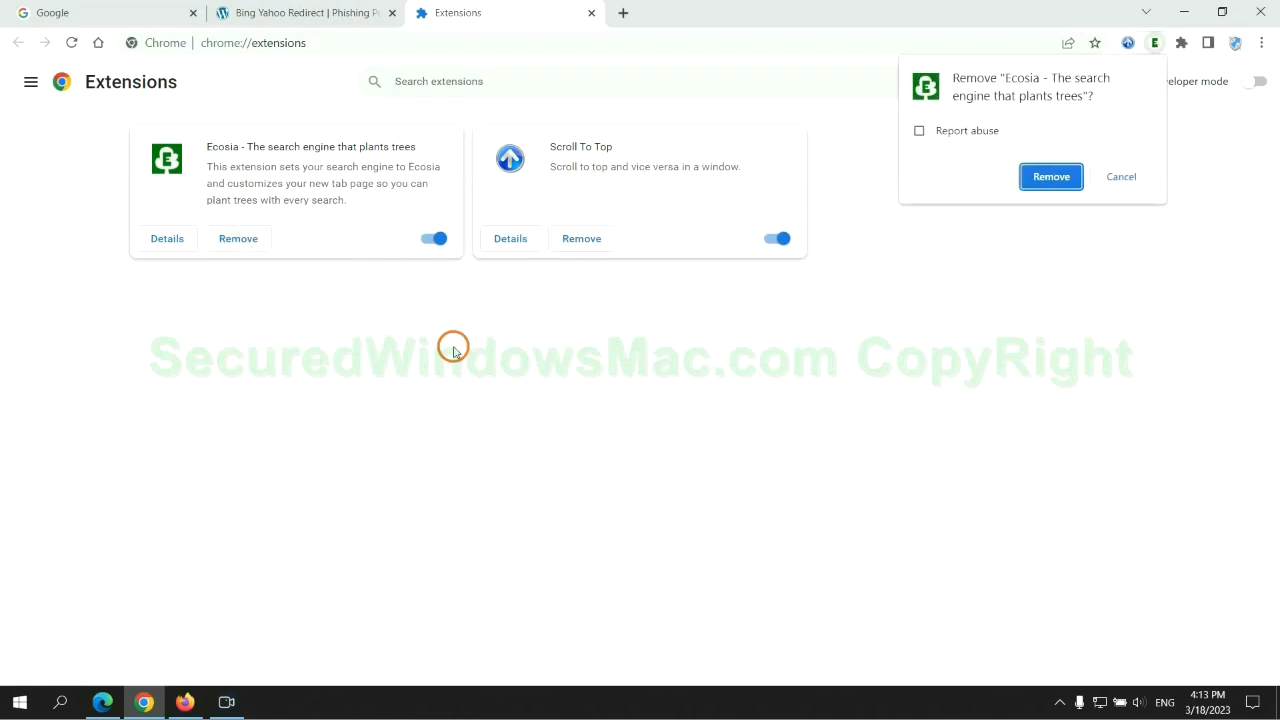 Google
Bing Yahoo Redirect | Phishing P
Extensions
Chrome | chrome://extensions
Extensions
Search extensions
eloper mode
Remove "Ecosia - The search
engine that plants trees"?
Report abuse
Remove
Cancel
Ecosia - The search engine that plants trees
This extension sets your search engine to Ecosia
and customizes your new tab page so you can
plant trees with every search.
Details
Remove
Scroll To Top
Scroll to top and vice versa in a window.
Details
Remove
SecuredWindowsMac.com CopyRight
ENG
4:13 PM
3/18/2023